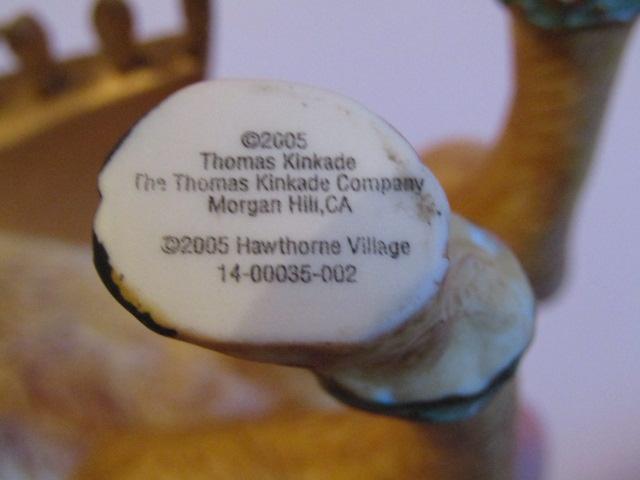 ©2005
Thomas Kinkade
The Thomas Kinkade Company
Morgan Hill,CA
©2005 Hawthorne Village
14-00035-002